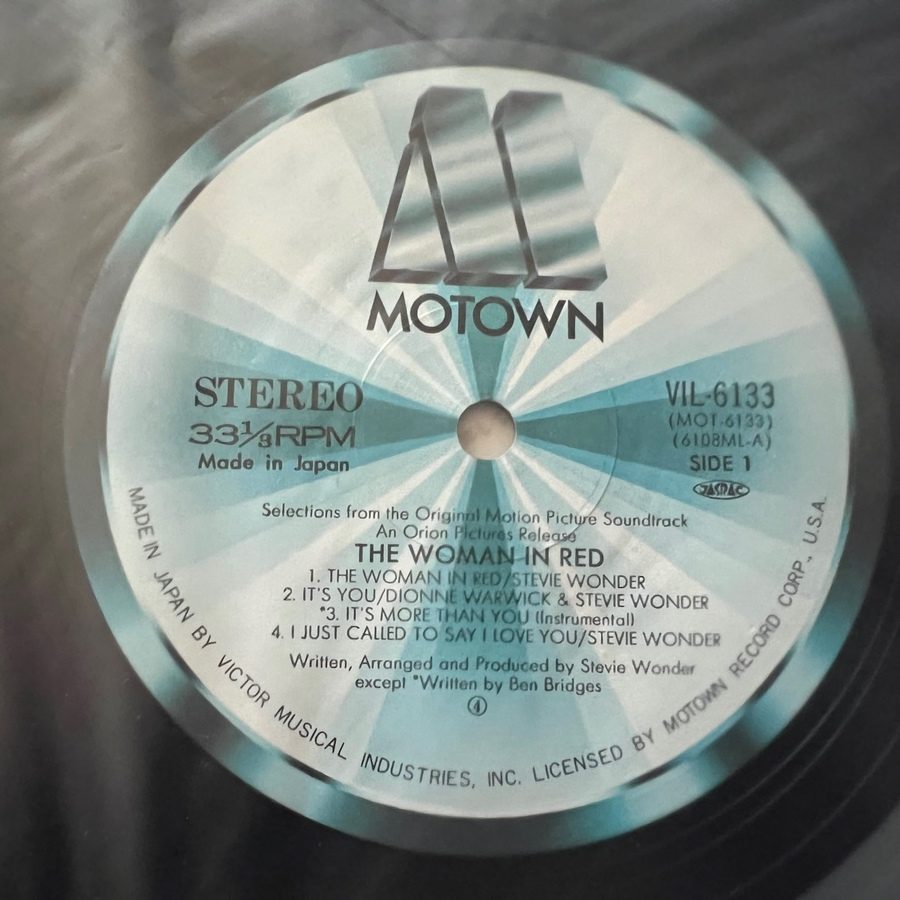 MOTOWN
STEREO
33⅓RPM
Made in Japan
VIL-6133
(MOT-6133)
(6108ML-A)
SIDE 1
JASRAC
Selections from the Original Motion Picture Soundtrack
An Orion Pictures Release
THE WOMAN IN RED
1. THE WOMAN IN RED/STEVIE WONDER
2. IT'S YOU/DIONNE WARWICK & STEVIE WONDER
*3. IT'S MORE THAN YOU (Instrumental)
4. I JUST CALLED TO SAY I LOVE YOU/STEVIE WONDER
Written, Arranged and Produced by Stevie Wonder
except *Written by Ben Bridges
④
MADE IN JAPAN BY VICTOR MUSICAL INDUSTRIES, INC. LICENSED BY MOTOWN RECORD CORP., U.S.A.